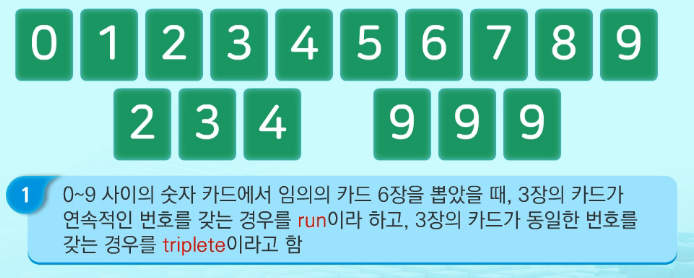 0 1 2 3 4 5 6 7 8 9
2 3 4 9 9 9
1 0~9 사이의 숫자 카드에서 임의의 카드 6장을 뽑았을 때, 3장의 카드가
연속적인 번호를 갖는 경우를 run이라 하고, 3장의 카드가 동일한 번호를
갖는 경우를 triplete이라고 함